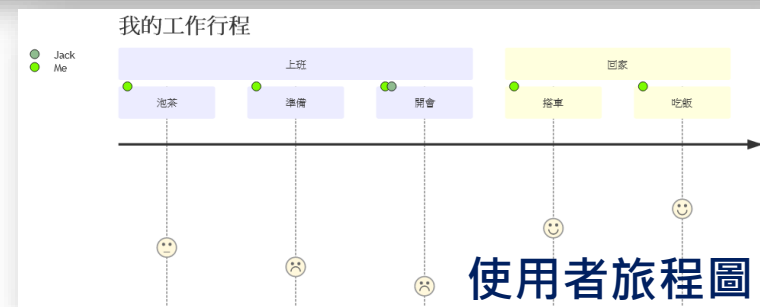 我的工作行程
Jack
Me
上班
回家
泡茶
準備
開會
搭車
吃飯
使用者旅程圖